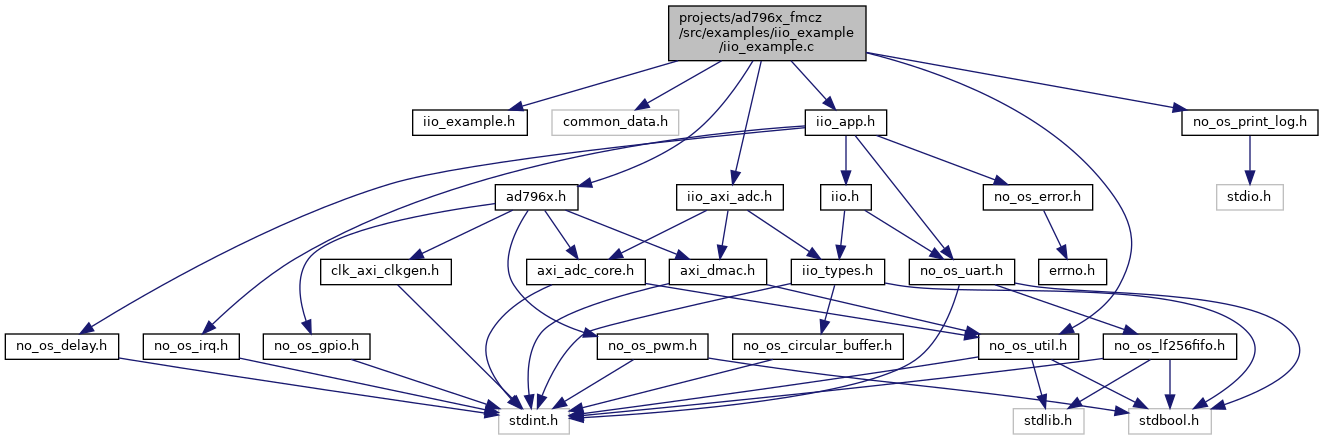 projects/ad796x_fmcz
/src/examples/iio_example
/iio_example.c
iio_example.h
common_data.h
iio_app.h
no_os_print_log.h
ad796x.h
iio_axi_adc.h
iio.h
no_os_error.h
stdio.h
clk_axi_clkgen.h
axi_adc_core.h
axi_dmac.h
iio_types.h
no_os_uart.h
errno.h
no_os_delay.h
no_os_irq.h
no_os_gpio.h
no_os_pwm.h
no_os_circular_buffer.h
no_os_util.h
no_os_lf256fifo.h
stdint.h
stdlib.h
stdbool.h